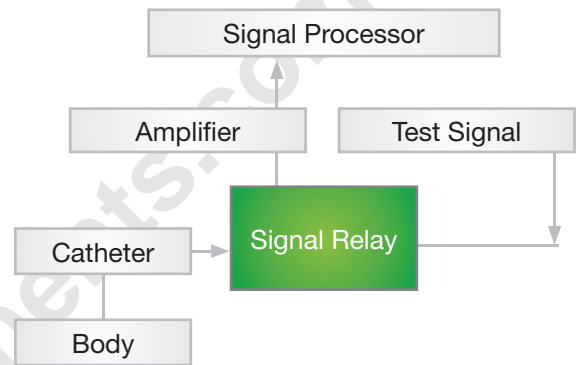 Signal Processor
Amplifier
Test Signal
Signal Relay
Catheter
Body